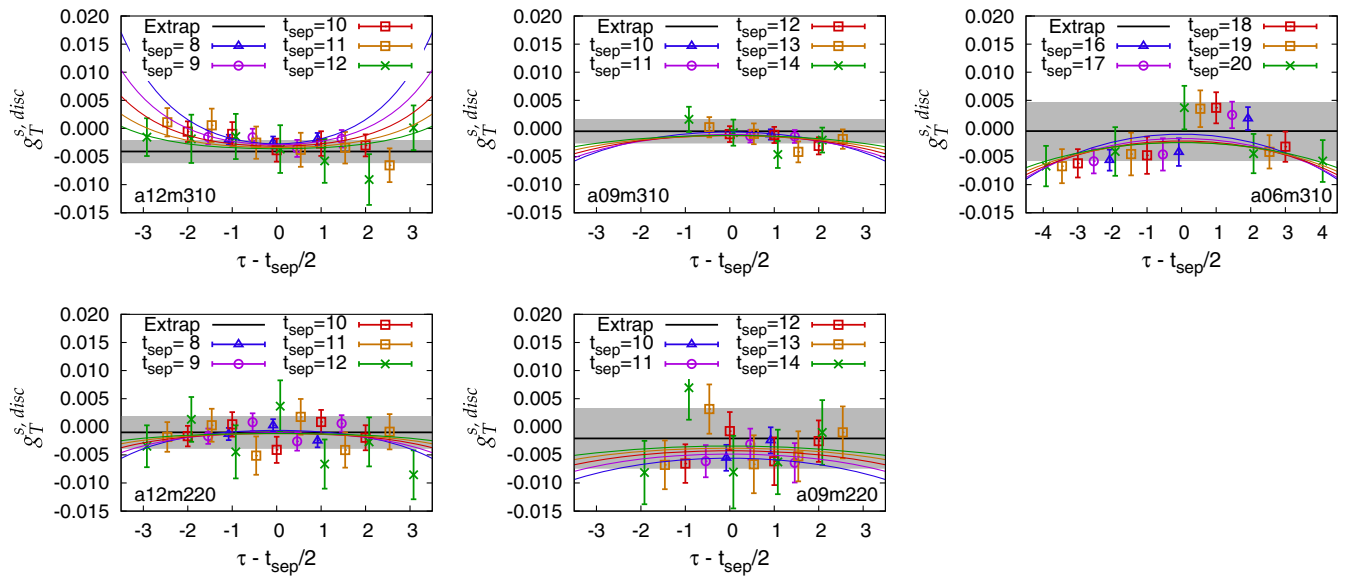 0.020
0.015
0.010
0.005
0.000
-0.005
-0.010
-0.015
g_T^{s, disc}
Extrap
t_sep= 8
t_sep= 9
t_sep=10
t_sep=11
t_sep=12
a12m310
-3 -2 -1 0 1 2 3
τ - t_sep/2
0.020
0.015
0.010
0.005
0.000
-0.005
-0.010
-0.015
g_T^{s, disc}
Extrap
t_sep=10
t_sep=11
t_sep=12
t_sep=13
t_sep=14
a09m310
-3 -2 -1 0 1 2 3
τ - t_sep/2
0.020
0.015
0.010
0.005
0.000
-0.005
-0.010
-0.015
g_T^{s, disc}
Extrap
t_sep=16
t_sep=17
t_sep=18
t_sep=19
t_sep=20
a06m310
-4 -3 -2 -1 0 1 2 3 4
τ - t_sep/2
0.020
0.015
0.010
0.005
0.000
-0.005
-0.010
-0.015
g_T^{s, disc}
Extrap
t_sep= 8
t_sep= 9
t_sep=10
t_sep=11
t_sep=12
a12m220
-3 -2 -1 0 1 2 3
τ - t_sep/2
0.020
0.015
0.010
0.005
0.000
-0.005
-0.010
-0.015
g_T^{s, disc}
Extrap
t_sep=10
t_sep=11
t_sep=12
t_sep=13
t_sep=14
a09m220
-3 -2 -1 0 1 2 3
τ - t_sep/2